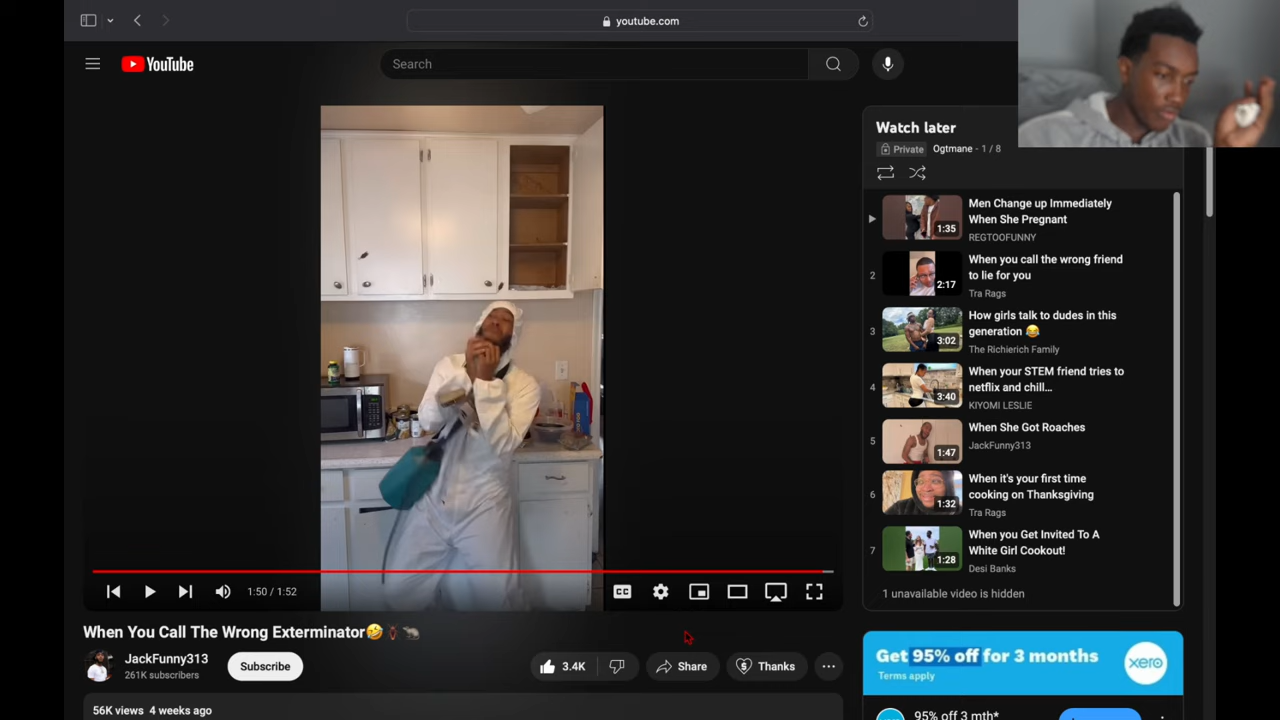 youtube.com
YouTube
Search
Watch later
Private Ogtmane - 1 / 8
Men Change up Immediately
When She Pregnant
REGTOOFUNNY
1:35
2
When you call the wrong friend
to lie for you
Tra Rags
2:17
3
How girls talk to dudes in this
generation 😂
The Richierich Family
3:02
4
When your STEM friend tries to
netflix and chill...
KIYOMI LESLIE
3:40
5
When She Got Roaches
JackFunny313
1:47
6
When it's your first time
cooking on Thanksgiving
Tra Rags
1:32
7
When you Get Invited To A
White Girl Cookout!
Desi Banks
1:28
1 unavailable video is hidden
1:50 / 1:52
CC
When You Call The Wrong Exterminator🤣🪳🐀
JackFunny313
261K subscribers
Subscribe
3.4K
Share
Thanks
56K views 4 weeks ago
Get 95% off for 3 months
Terms apply
xero
95% off 3 mth*